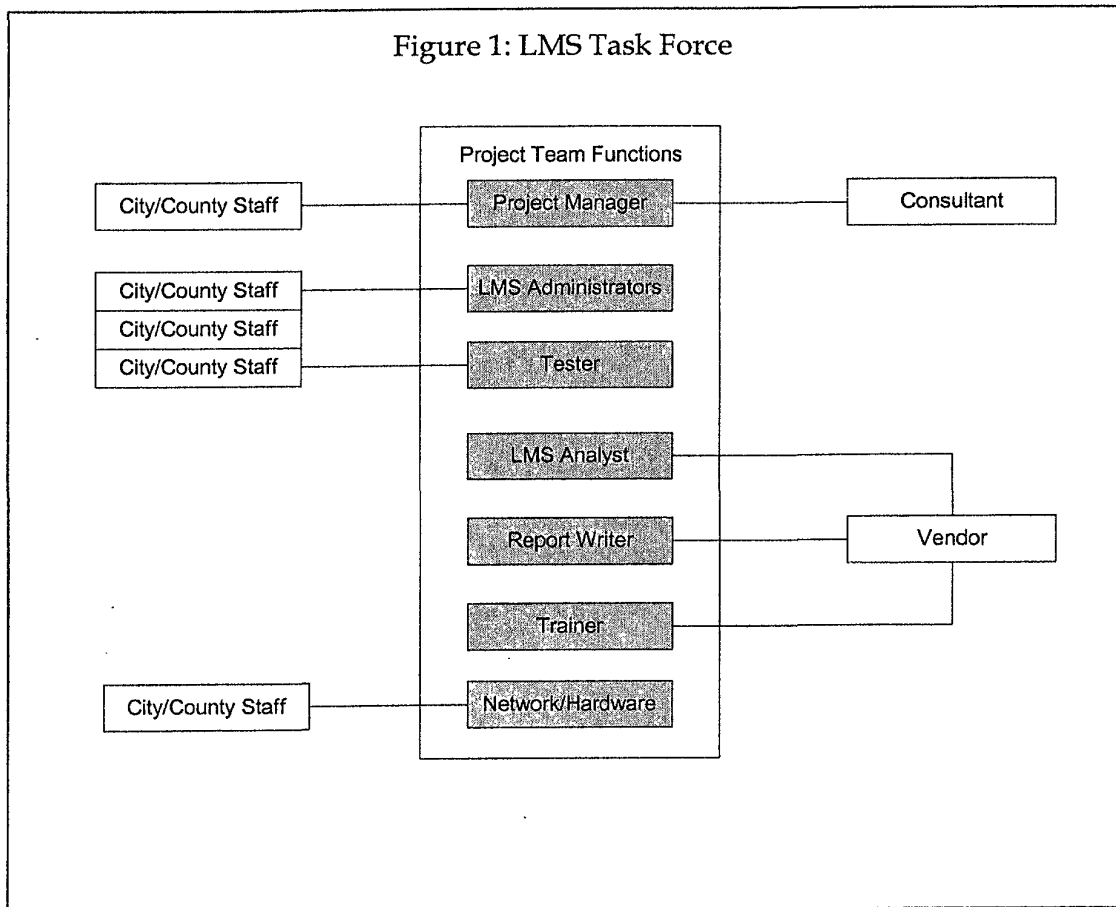 Figure 1: LMS Task Force
Project Team Functions
City/County Staff
Project Manager
Consultant
City/County Staff
LMS Administrators
City/County Staff
City/County Staff
Tester
LMS Analyst
Report Writer
Vendor
Trainer
City/County Staff
Network/Hardware